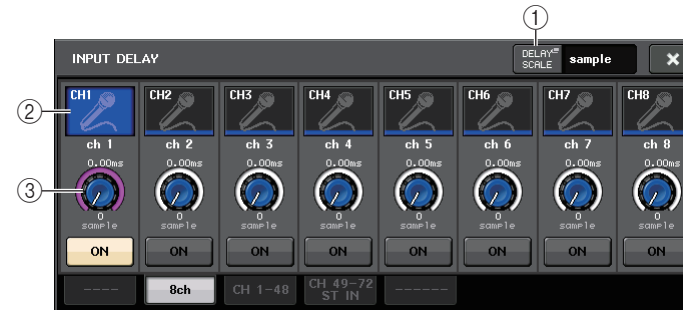 ①
INPUT DELAY
DELAY SCALE sample ×
②
CH1 CH2 CH3 CH4 CH5 CH6 CH7 CH8
ch 1 ch 2 ch 3 ch 4 ch 5 ch 6 ch 7 ch 8
0.00ms 0.00ms 0.00ms 0.00ms 0.00ms 0.00ms 0.00ms 0.00ms
③
0 0 0 0 0 0 0 0
sample sample sample sample sample sample sample sample
ON ON ON ON ON ON ON ON
---- 8ch CH 1-48 CH 49-72 ST IN ------